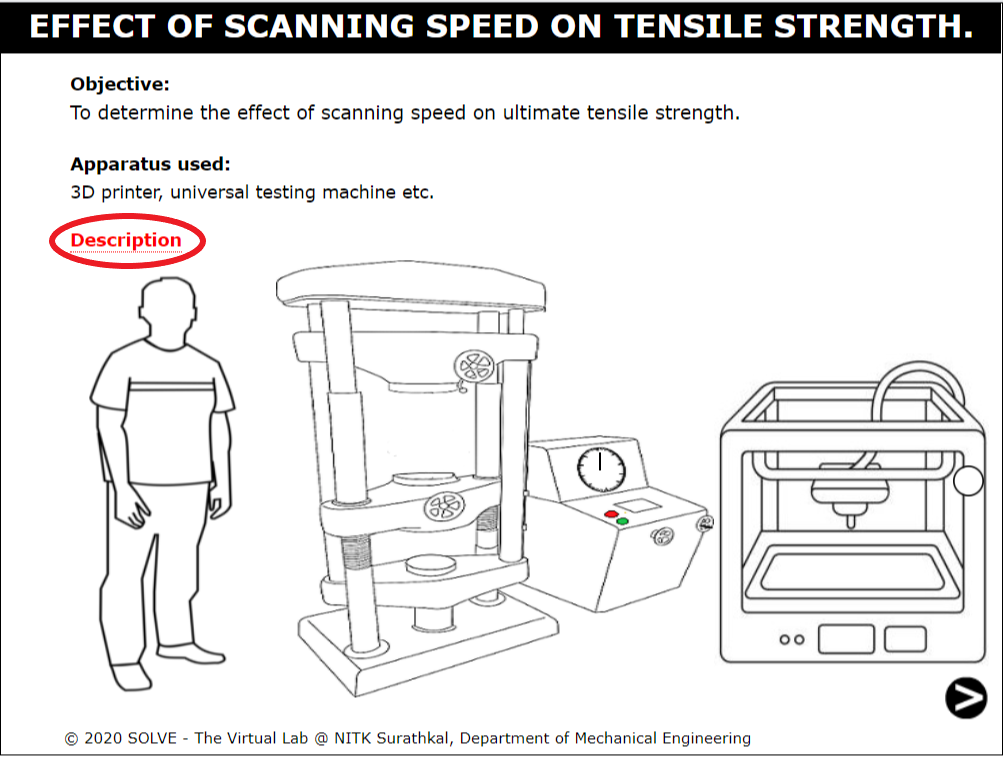 EFFECT OF SCANNING SPEED ON TENSILE STRENGTH.
Objective:
To determine the effect of scanning speed on ultimate tensile strength.
Apparatus used:
3D printer, universal testing machine etc.
Description
© 2020 SOLVE - The Virtual Lab @ NITK Surathkal, Department of Mechanical Engineering